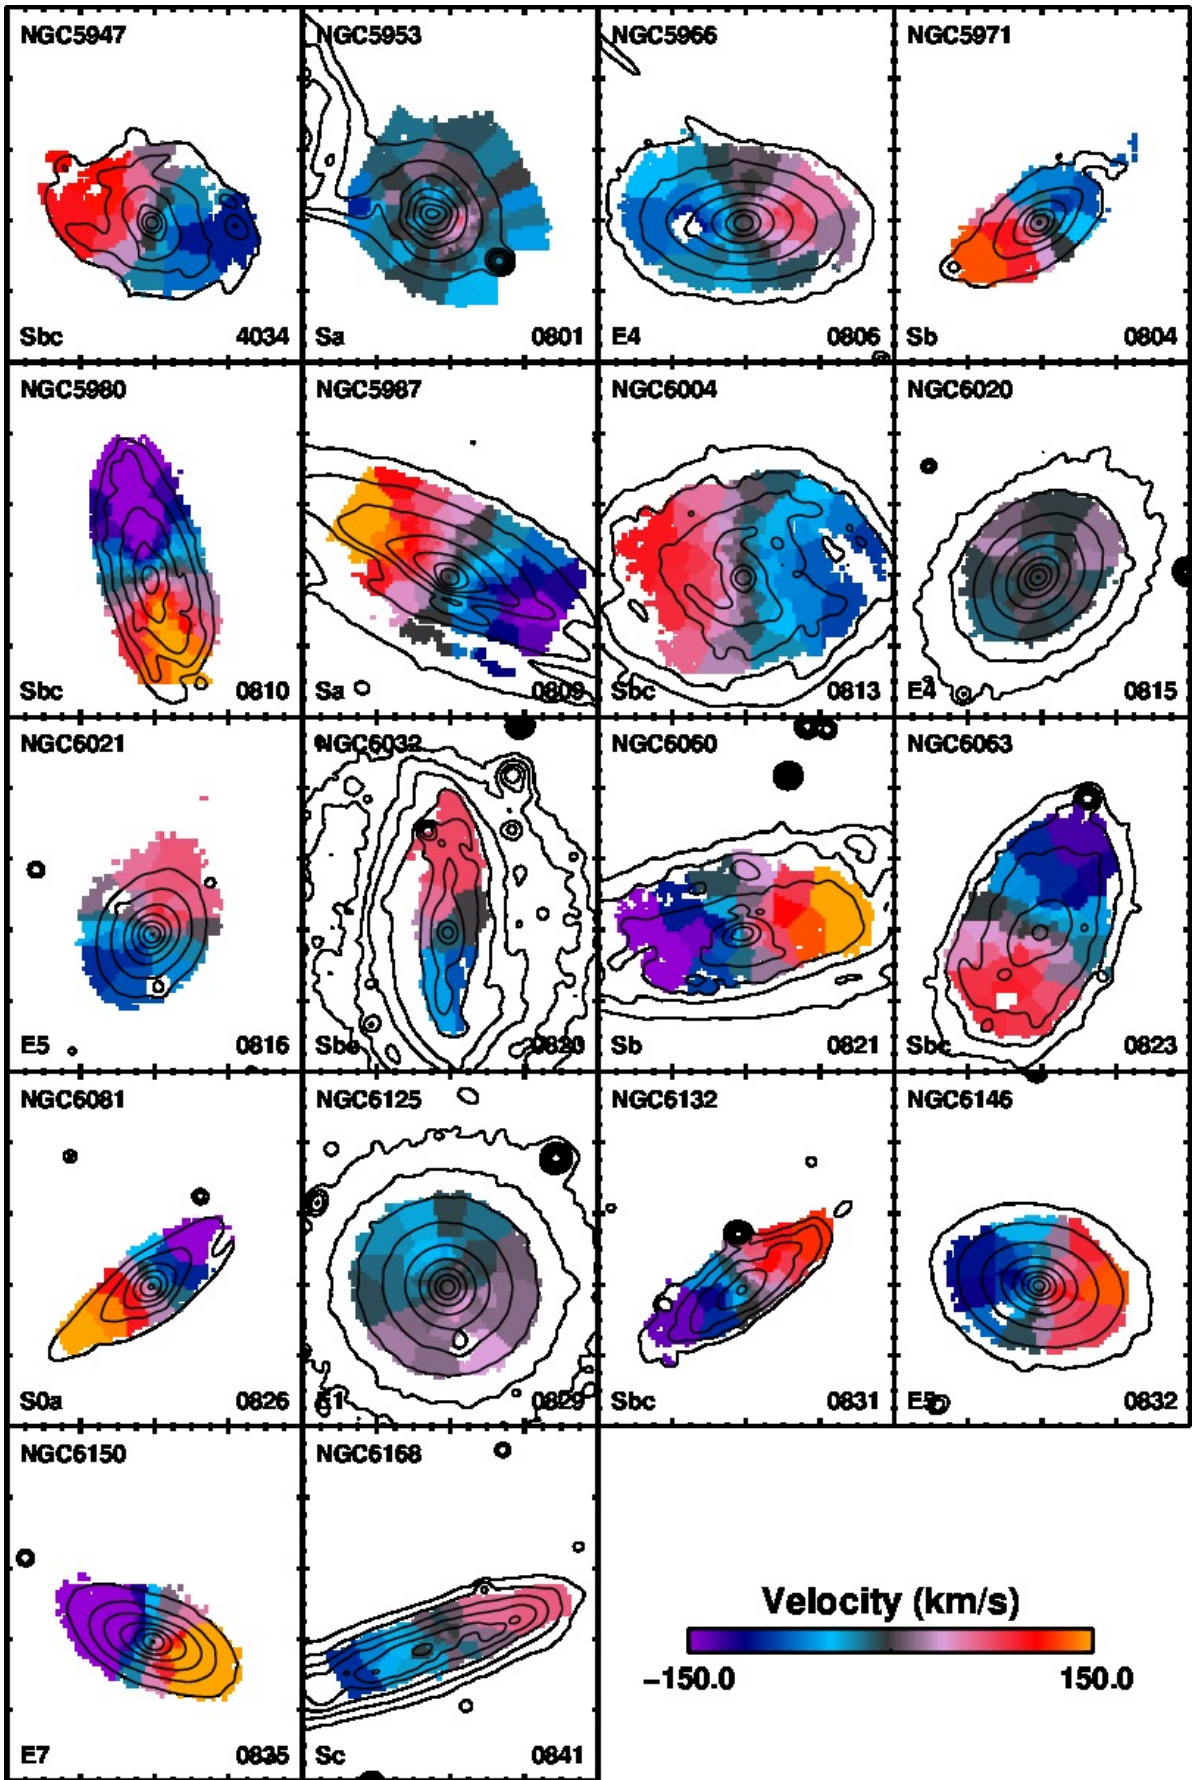 NGC5947 NGC5953 NGC5966 NGC5971
Sbc 4034 Sa 0801 E4 0806 Sb 0804
NGC5980 NGC5987 NGC6004 NGC6020
Sbc 0810 Sa 0809 Sbc 0813 E4 0815
NGC6021 NGC6032 NGC6060 NGC6063
E5 0816 Sbc 0820 Sb 0821 Sbc 0823
NGC6081 NGC6125 NGC6132 NGC6146
S0a 0826 E1 0829 Sbc 0831 E5 0832
NGC6150 NGC6168
E7 0835 Sc 0841
Velocity (km/s)
−150.0 150.0